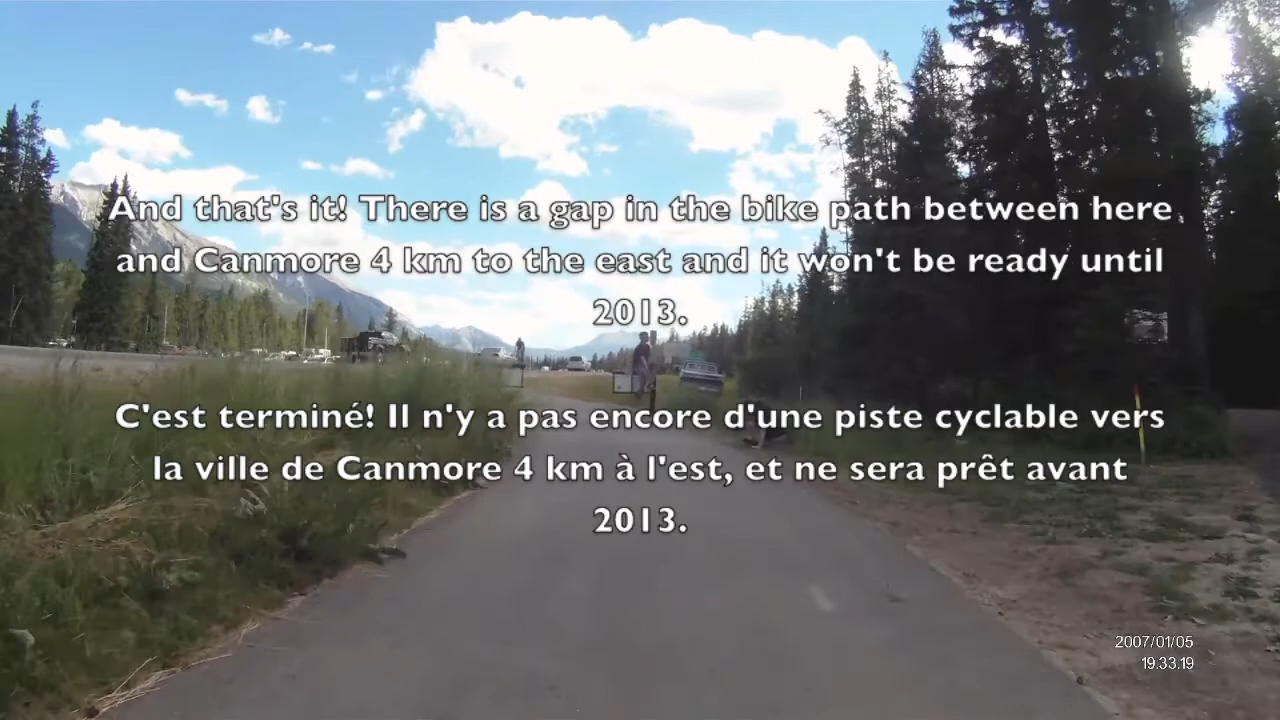 And that's it! There is a gap in the bike path between here
and Canmore 4 km to the east and it won't be ready until
2013.
C'est terminé! Il n'y a pas encore d'une piste cyclable vers
la ville de Canmore 4 km à l'est, et ne sera prêt avant
2013.
2007/01/05
19.33.19